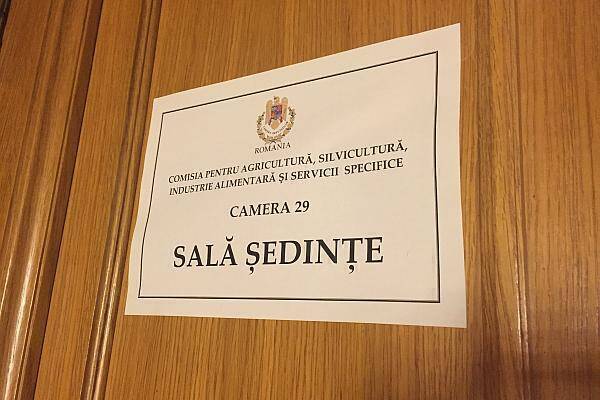 ROMANIA
COMISIA PENTRU AGRICULTURĂ, SILVICULTURĂ,
INDUSTRIE ALIMENTARĂ ȘI SERVICII SPECIFICE
CAMERA 29
SALĂ ȘEDINȚE